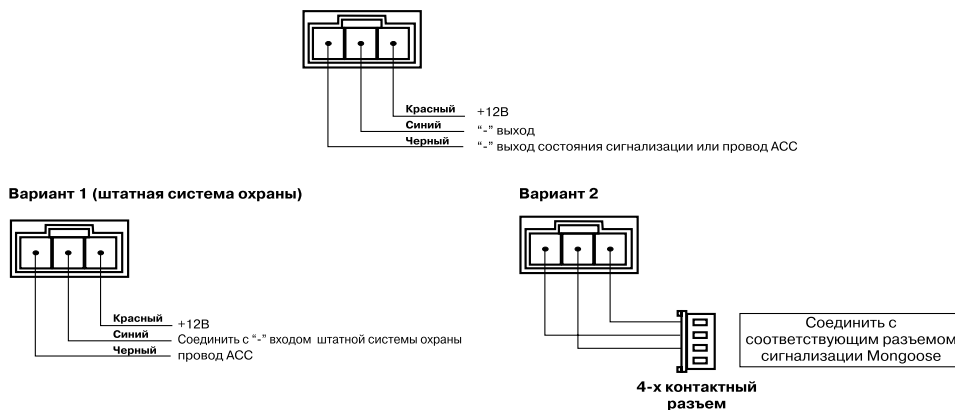 Красный +12В
Синий "-" выход
Черный "-" выход состояния сигнализации или провод АСС
Вариант 1 (штатная система охраны)
Красный +12В
Синий Соединить с "-" входом штатной системы охраны
Черный провод АСС
Вариант 2
Соединить с
соответствующим разъемом
сигнализации Mongoose
4-х контактный
разъем